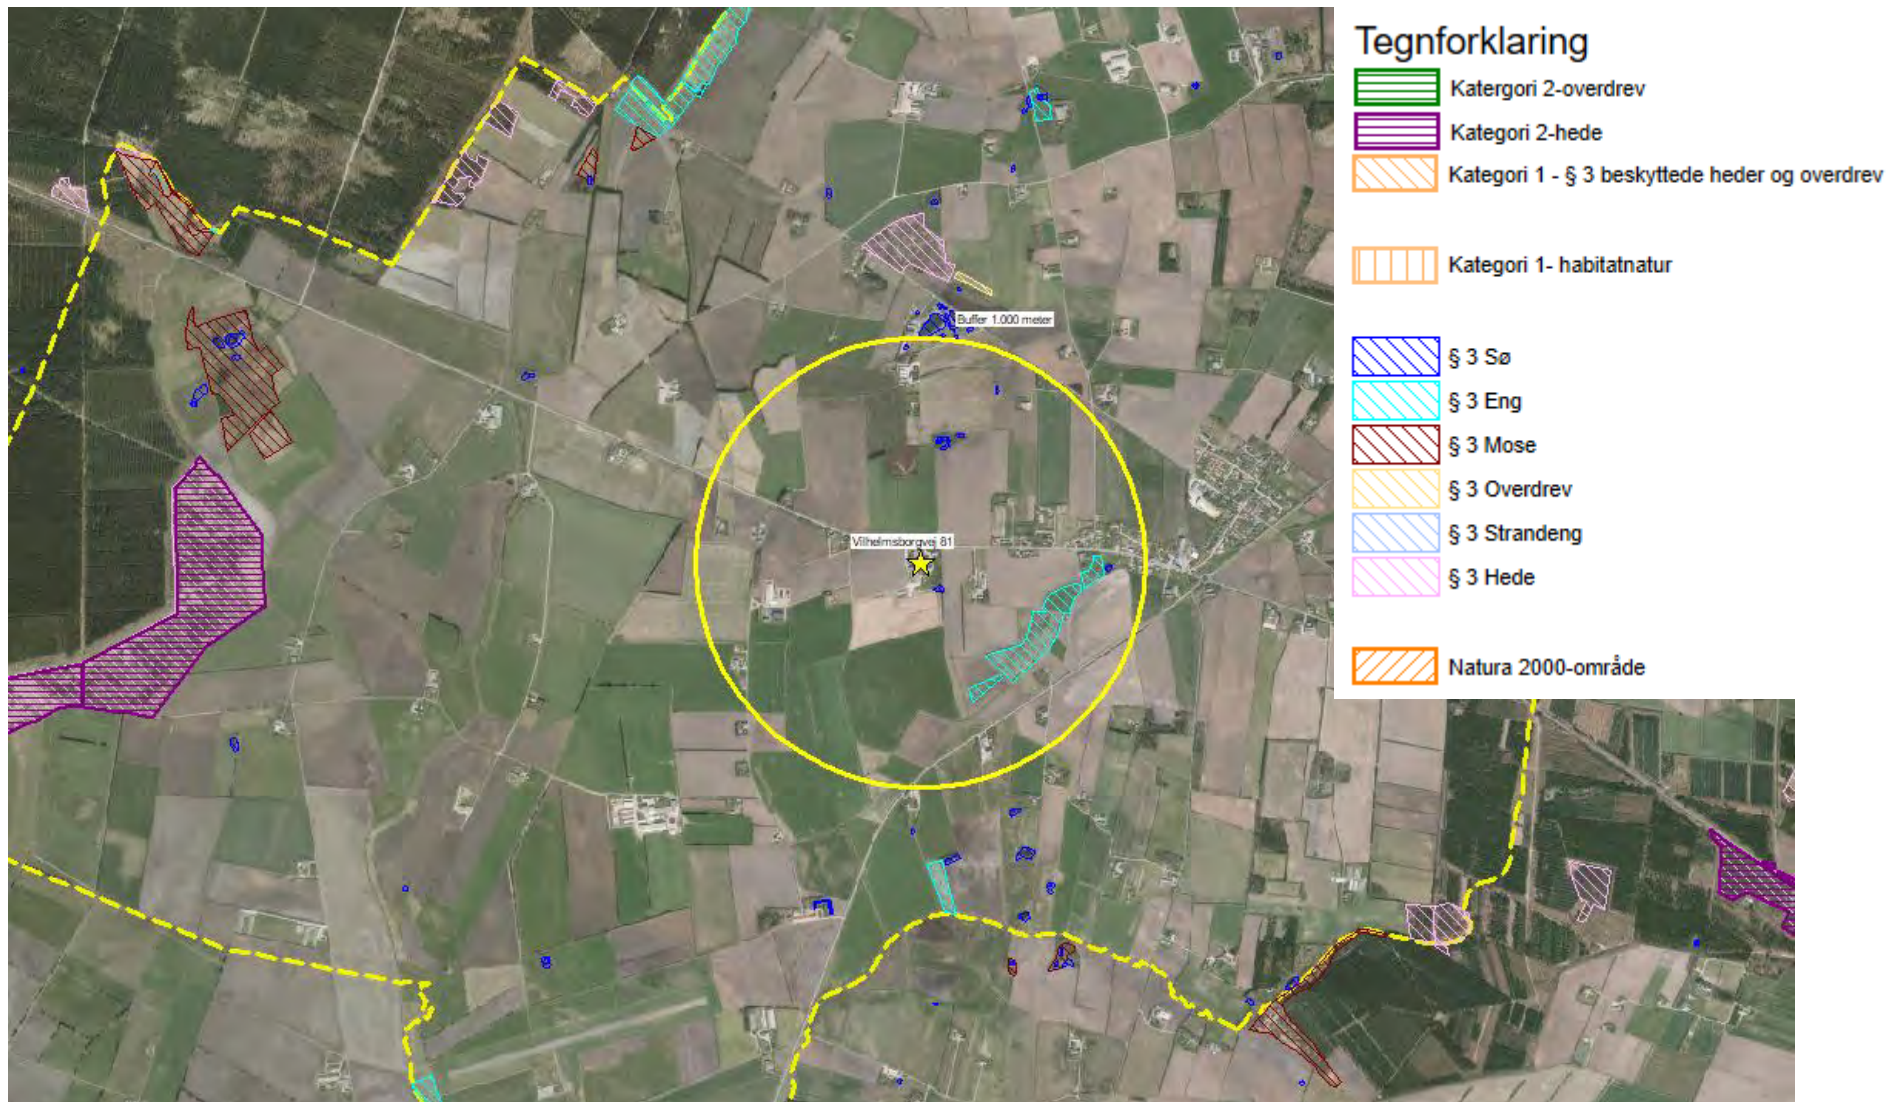 Tegnforklaring
Katergori 2-overdrev
Kategori 2-hede
Kategori 1 - § 3 beskyttede heder og overdrev
Kategori 1- habitatnatur
§ 3 Sø
§ 3 Eng
§ 3 Mose
§ 3 Overdrev
§ 3 Strandeng
§ 3 Hede
Natura 2000-område
Buffer 1.000 meter
Vilhelmsborgvej 81